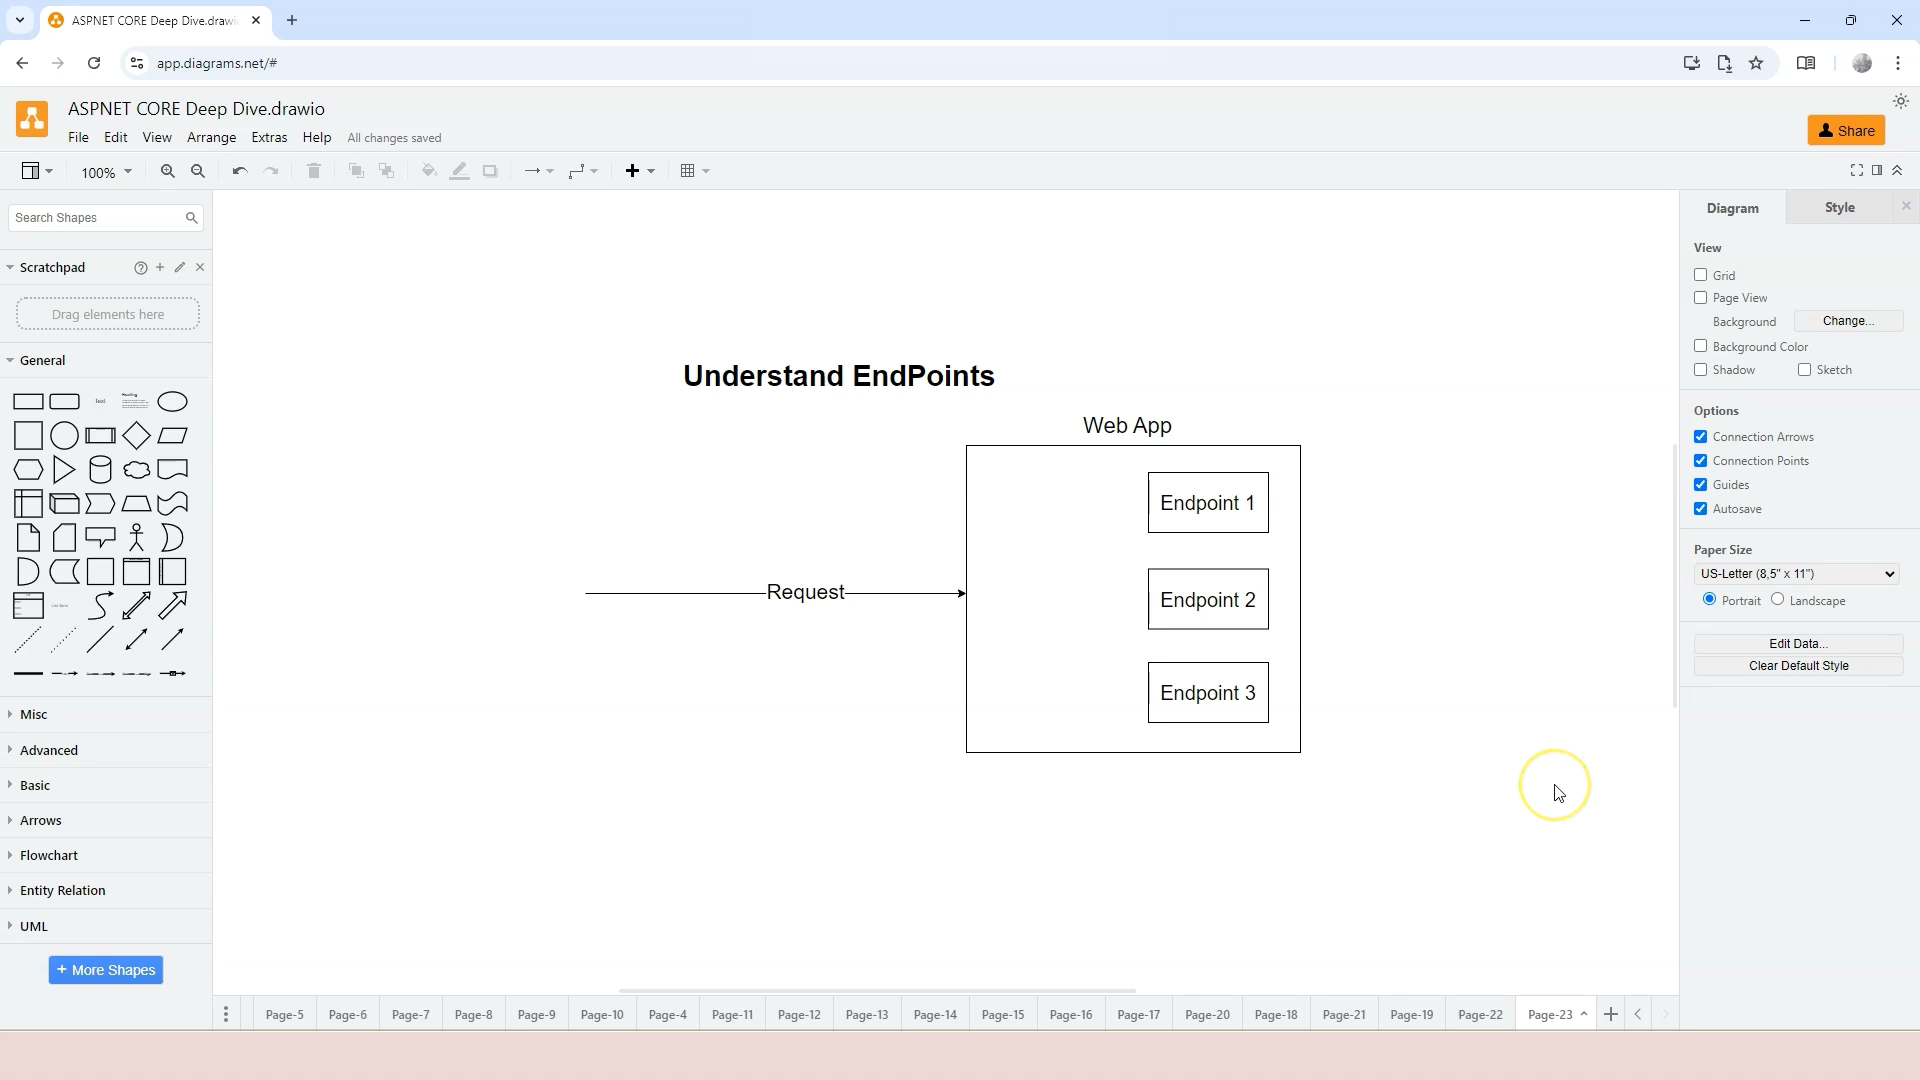 ASPNET CORE Deep Dive.drawi
app.diagrams.net/#
ASPNET CORE Deep Dive.drawio
File Edit View Arrange Extras Help All changes saved
Share
100%
Search Shapes
Scratchpad
Drag elements here
General
Text
Heading
Misc
Advanced
Basic
Arrows
Flowchart
Entity Relation
UML
+ More Shapes
Understand EndPoints
Web App
Endpoint 1
Request
Endpoint 2
Endpoint 3
Diagram Style
View
Grid
Page View
Background Change...
Background Color
Shadow Sketch
Options
Connection Arrows
Connection Points
Guides
Autosave
Paper Size
US-Letter (8,5" x 11")
Portrait Landscape
Edit Data...
Clear Default Style
Page-5 Page-6 Page-7 Page-8 Page-9 Page-10 Page-4 Page-11 Page-12 Page-13 Page-14 Page-15 Page-16 Page-17 Page-20 Page-18 Page-21 Page-19 Page-22 Page-23